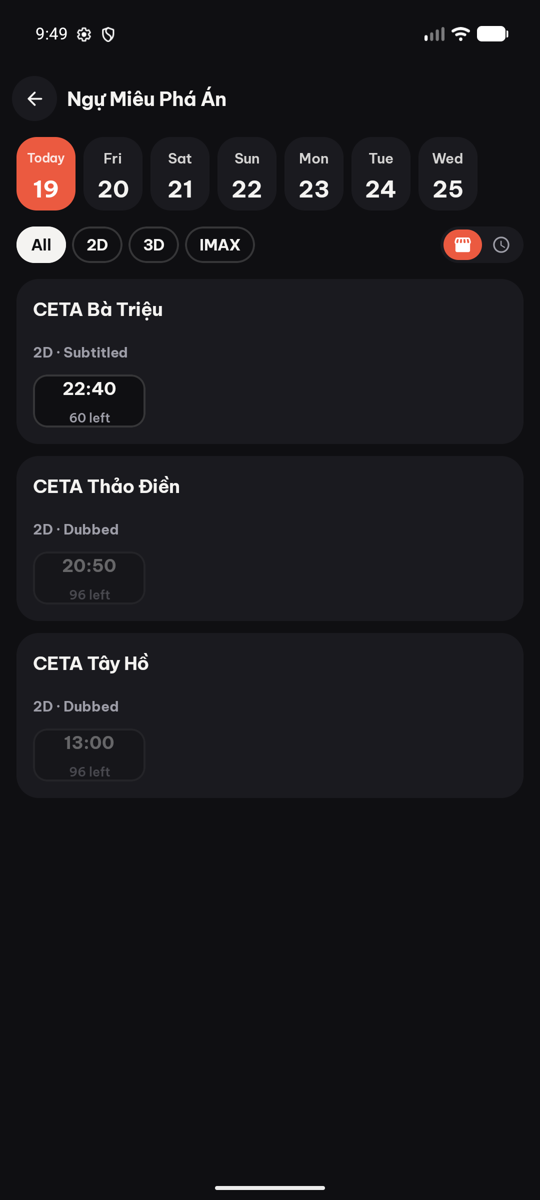 9:49
Ngự Miêu Phá Án
Today
19
Fri
20
Sat
21
Sun
22
Mon
23
Tue
24
Wed
25
All
2D
3D
IMAX
CETA Bà Triệu
2D · Subtitled
22:40
60 left
CETA Thảo Điền
2D · Dubbed
20:50
96 left
CETA Tây Hồ
2D · Dubbed
13:00
96 left